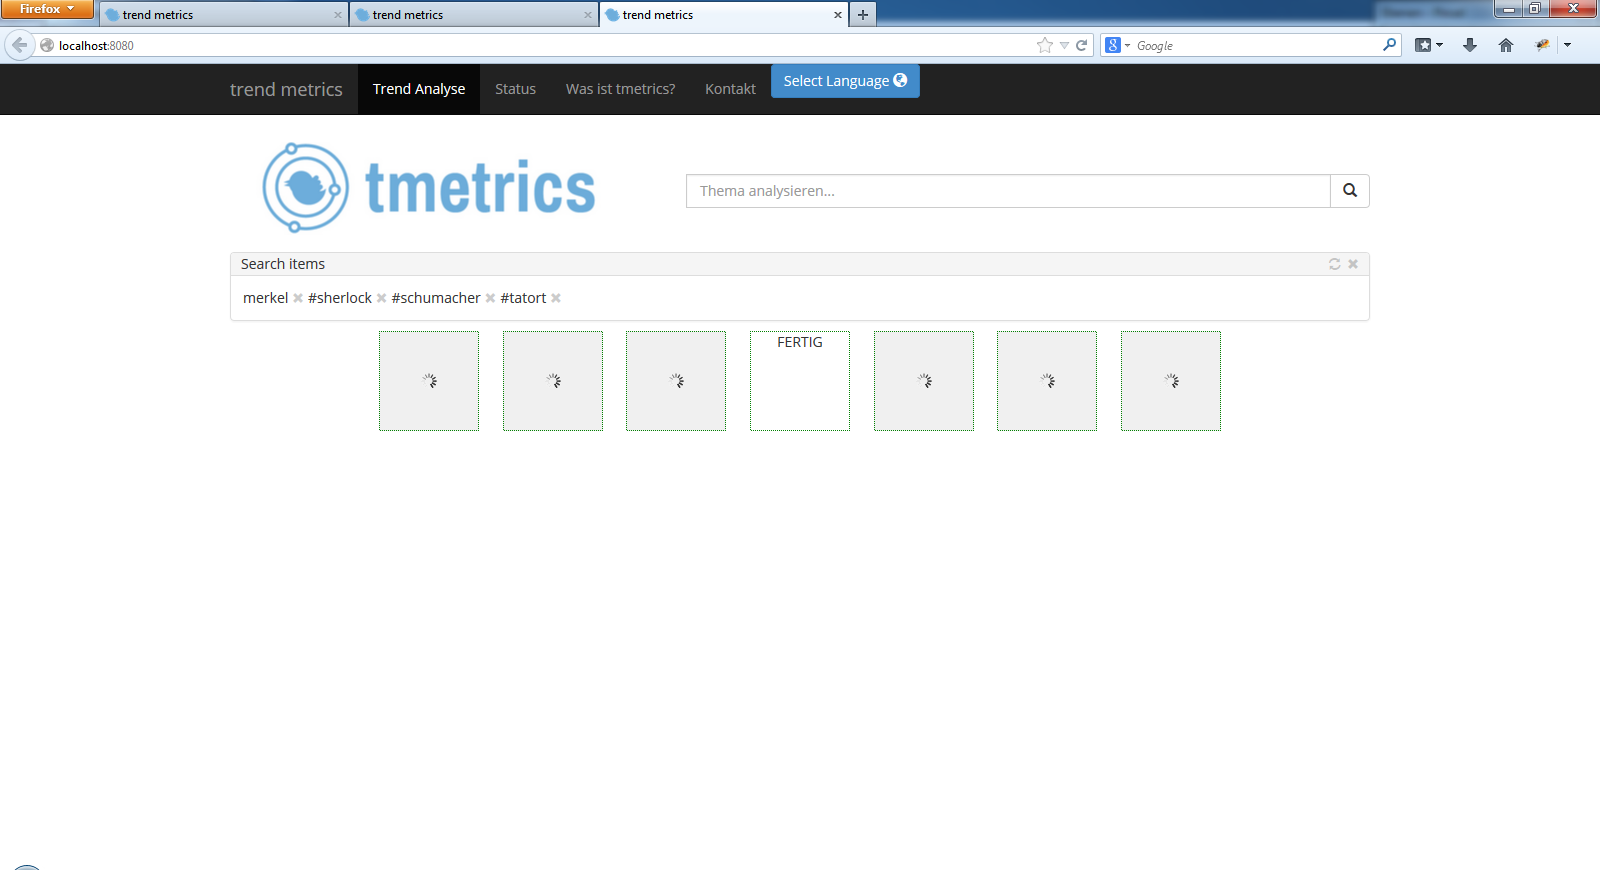 Firefox
trend metrics
trend metrics
trend metrics
localhost:8080
Google
trend metrics
Trend Analyse
Status
Was ist tmetrics?
Kontakt
Select Language
tmetrics
Thema analysieren...
Search items
merkel #sherlock #schumacher #tatort
FERTIG